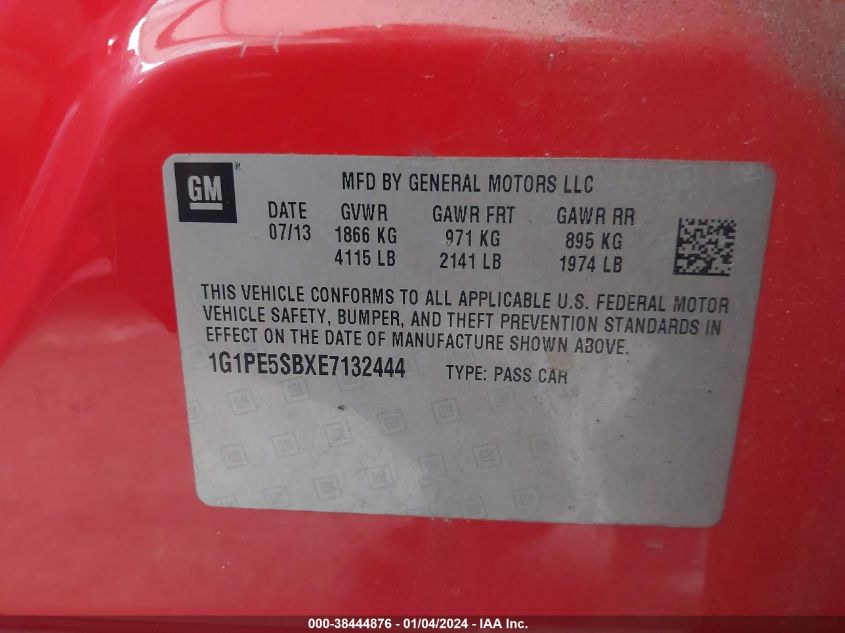 GM® MFD BY GENERAL MOTORS LLC
DATE GVWR GAWR FRT GAWR RR
07/13 1866 KG 971 KG 895 KG
4115 LB 2141 LB 1974 LB
THIS VEHICLE CONFORMS TO ALL APPLICABLE U.S. FEDERAL MOTOR
VEHICLE SAFETY, BUMPER, AND THEFT PREVENTION STANDARDS IN
EFFECT ON THE DATE OF MANUFACTURE SHOWN ABOVE.
1G1PE5SBXE7132444 TYPE: PASS CAR
000-38444876 - 01/04/2024 - IAA Inc.